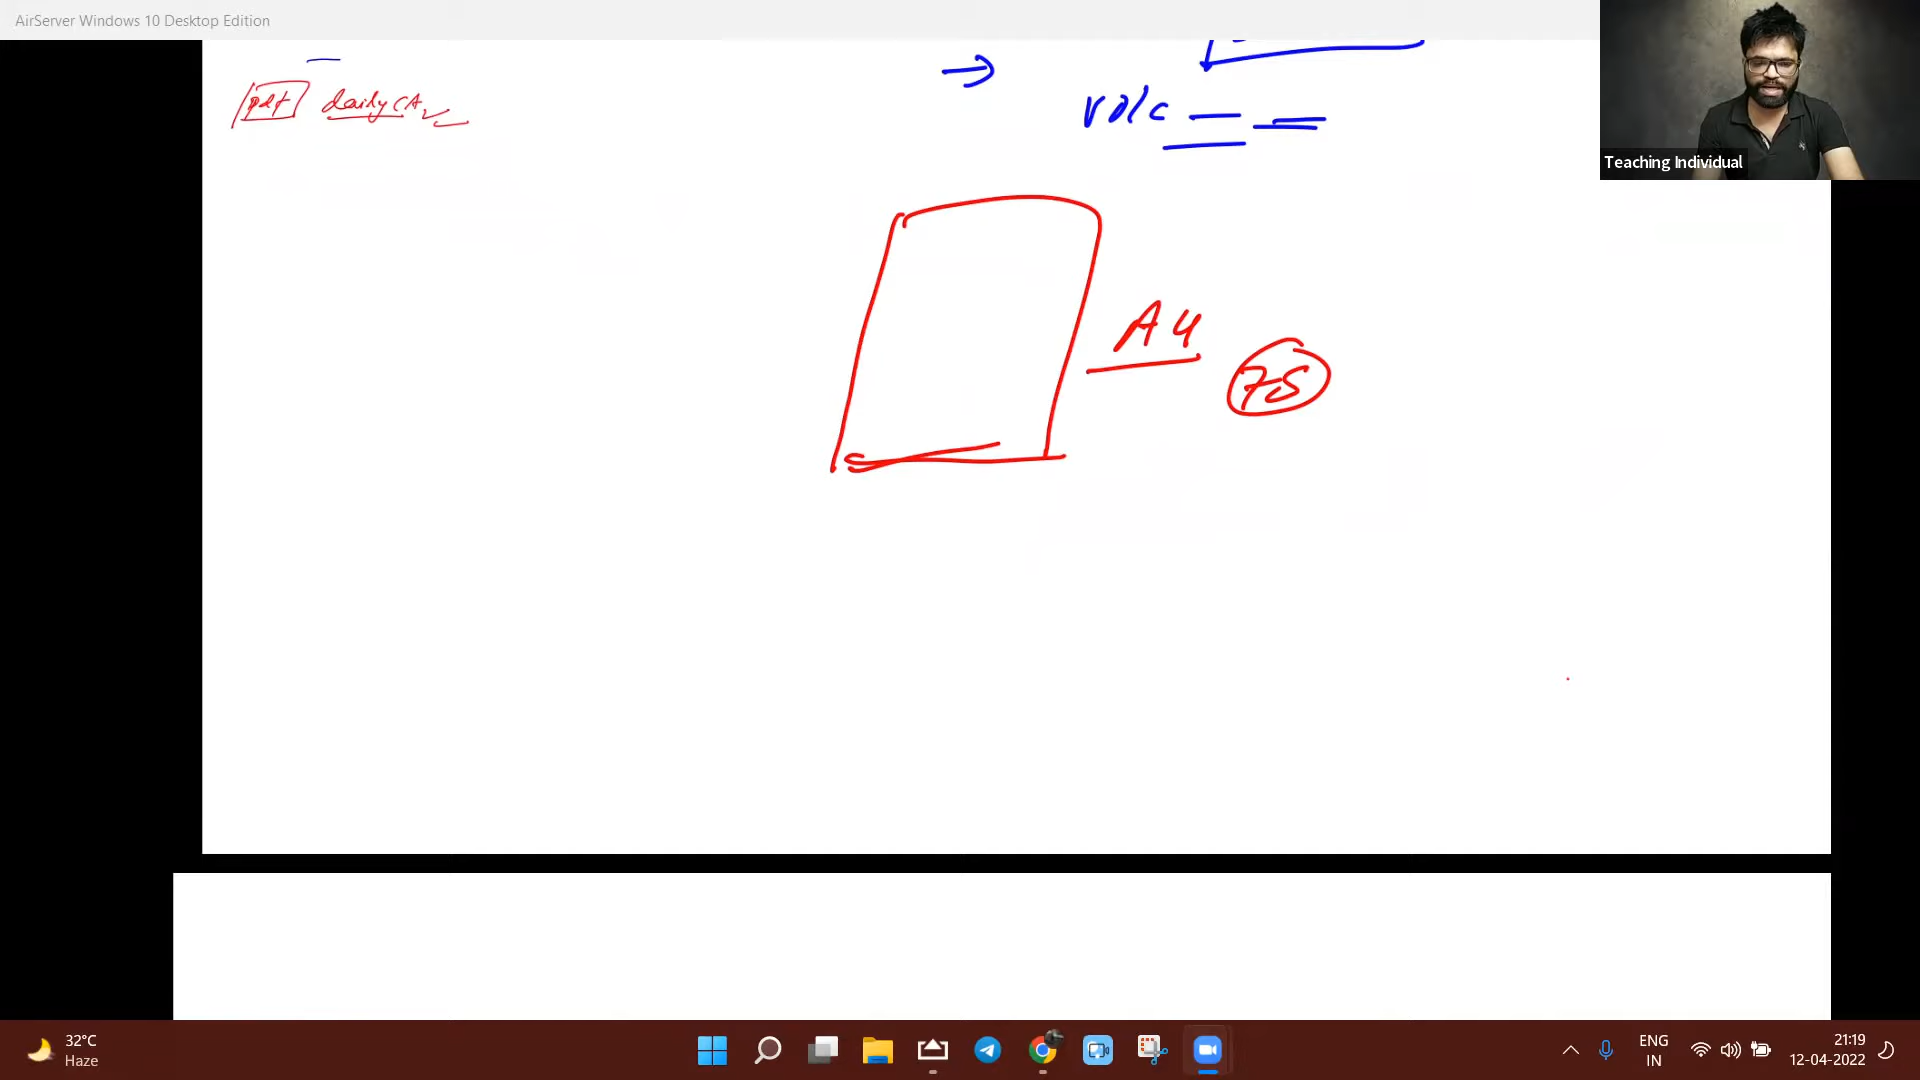 AirServer Windows 10 Desktop Edition
pdf daily CA
Teaching Individual
A4
75
32°C
Haze
ENG
IN
21:19
12-04-2022